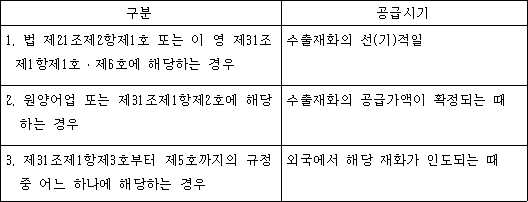 구분
공급시기
1. 법 제21조제2항제1호 또는 이 영 제31조
제1항제1호ㆍ제6호에 해당하는 경우
수출재화의 선(기)적일
2. 원양어업 또는 제31조제1항제2호에 해당
하는 경우
수출재화의 공급가액이 확정되는 때
3. 제31조제1항제3호부터 제5호까지의 규정
중 어느 하나에 해당하는 경우
외국에서 해당 재화가 인도되는 때